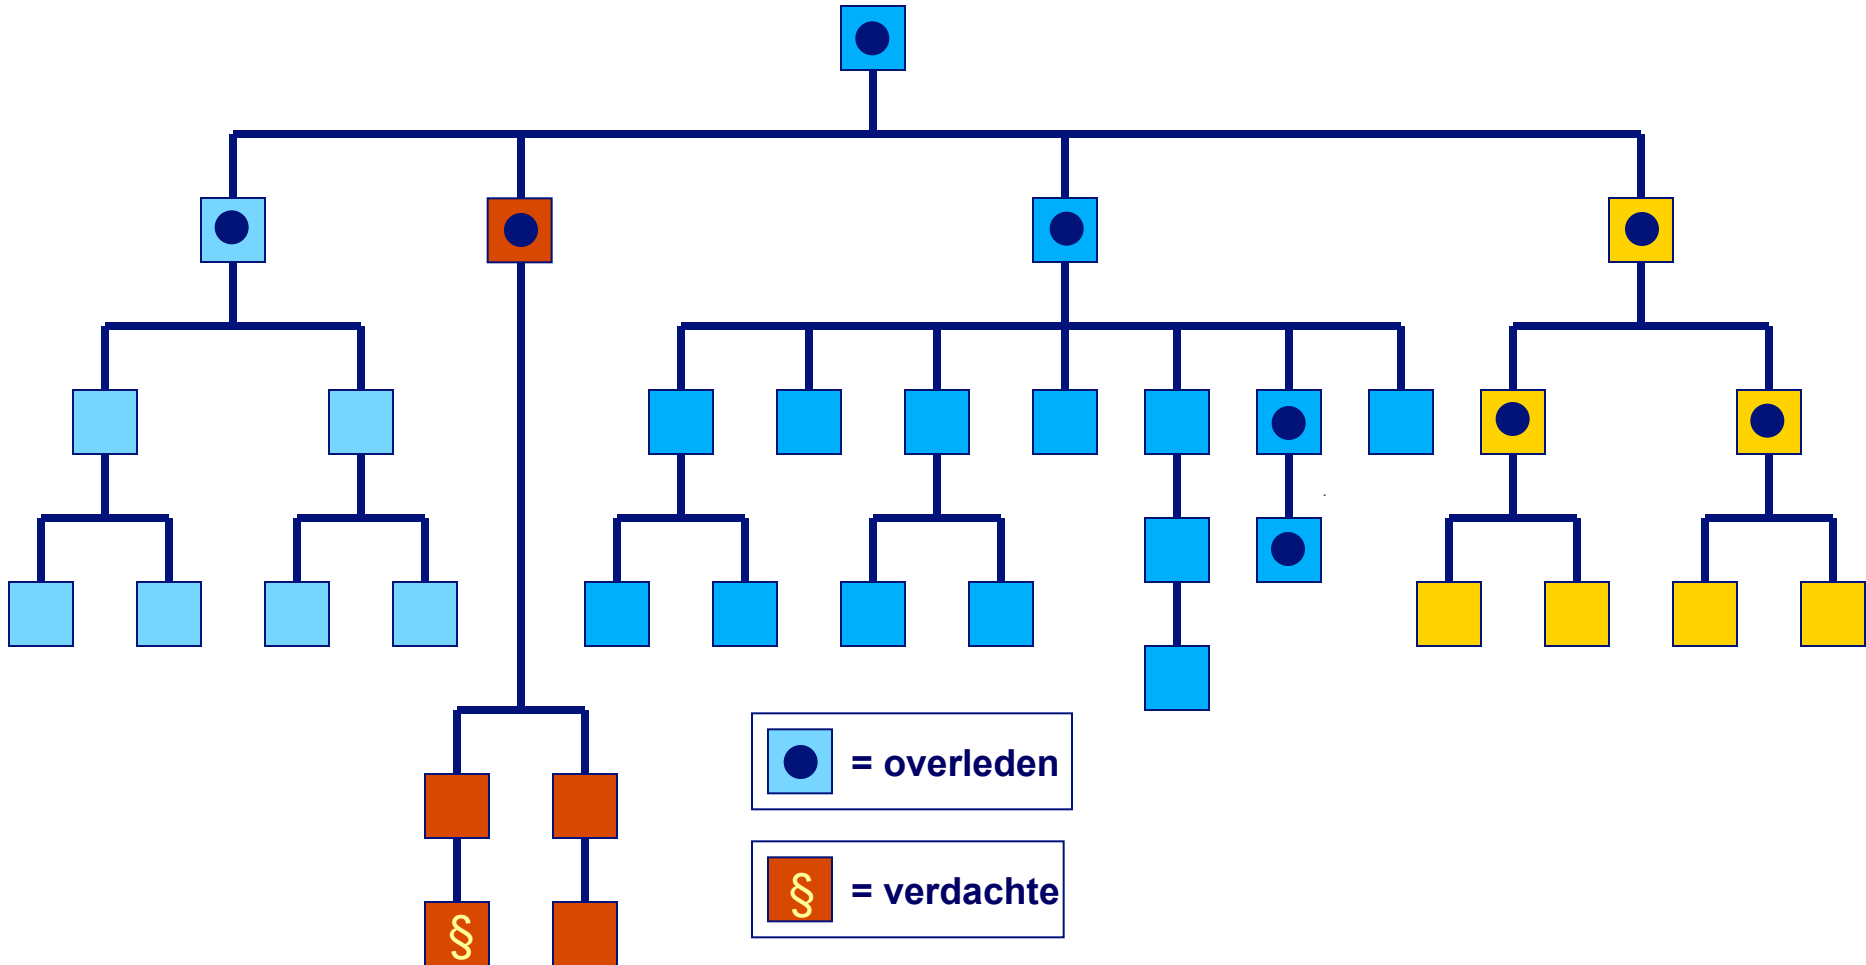 = overleden
§ = verdachte
§